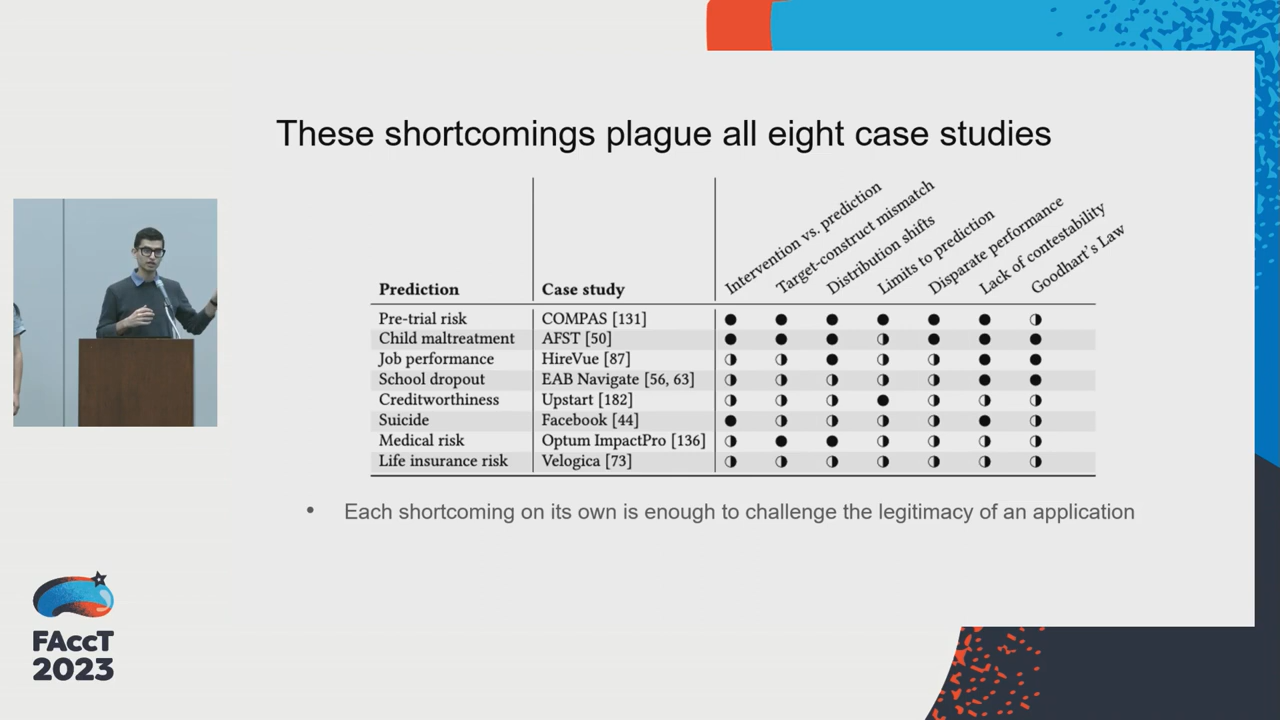 These shortcomings plague all eight case studies
Prediction Case study Intervention vs. prediction Target-construct mismatch Distribution shifts Limits to prediction Disparate performance Lack of contestability Goodhart's Law
Pre-trial risk COMPAS [131] ● ● ● ● ● ● ◑
Child maltreatment AFST [50] ● ● ● ◑ ● ● ●
Job performance HireVue [87] ◑ ◑ ● ◑ ◑ ● ●
School dropout EAB Navigate [56, 63] ◑ ◑ ◑ ◑ ◑ ● ●
Creditworthiness Upstart [182] ◑ ◑ ◑ ● ◑ ◑ ◑
Suicide Facebook [44] ● ◑ ◑ ◑ ◑ ● ◑
Medical risk Optum ImpactPro [136] ◑ ● ● ◑ ◑ ◑ ◑
Life insurance risk Velogica [73] ◑ ◑ ◑ ◑ ◑ ◑ ◑
• Each shortcoming on its own is enough to challenge the legitimacy of an application
FAccT
2023